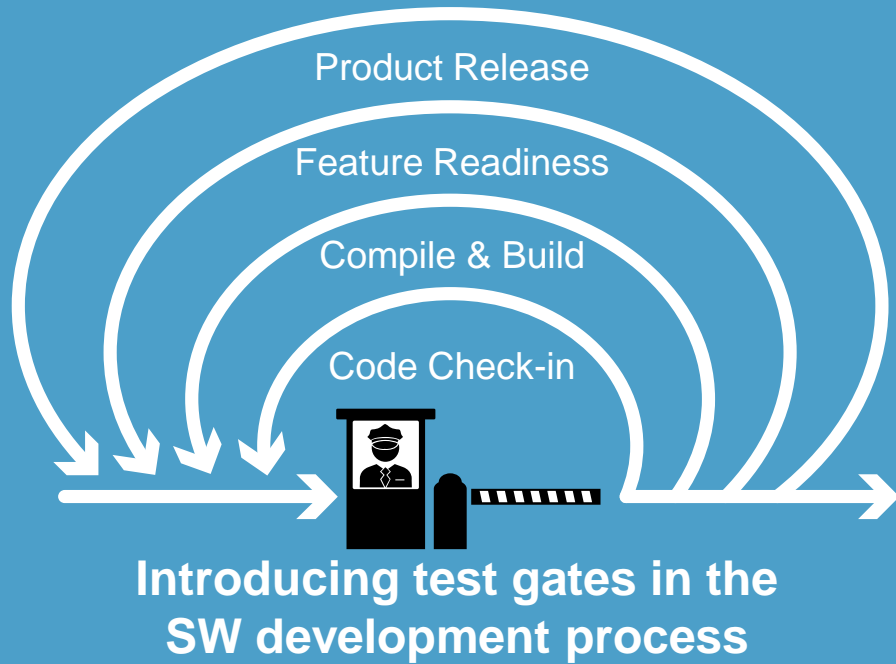 Product Release
Feature Readiness
Compile & Build
Code Check-in
Introducing test gates in the
SW development process